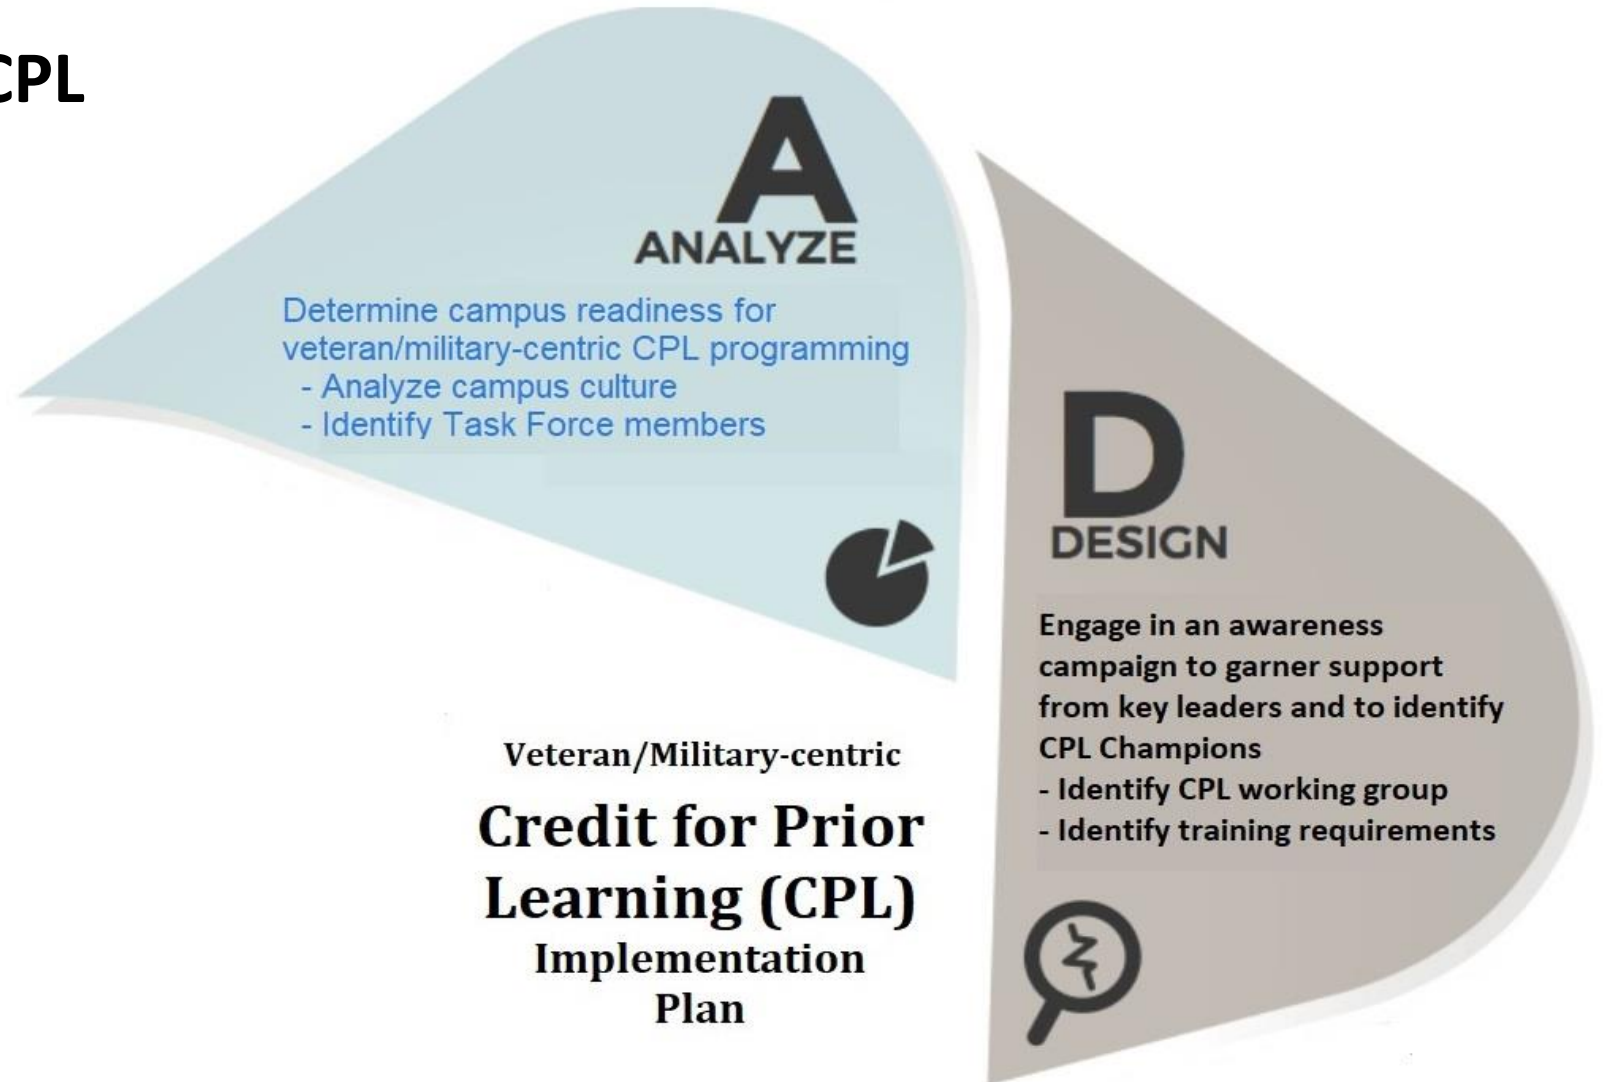 CPL
A
ANALYZE
Determine campus readiness for
veteran/military-centric CPL programming
- Analyze campus culture
- Identify Task Force members
D
DESIGN
Engage in an awareness
campaign to garner support
from key leaders and to identify
CPL Champions
- Identify CPL working group
- Identify training requirements
Veteran/Military-centric
Credit for Prior
Learning (CPL)
Implementation
Plan